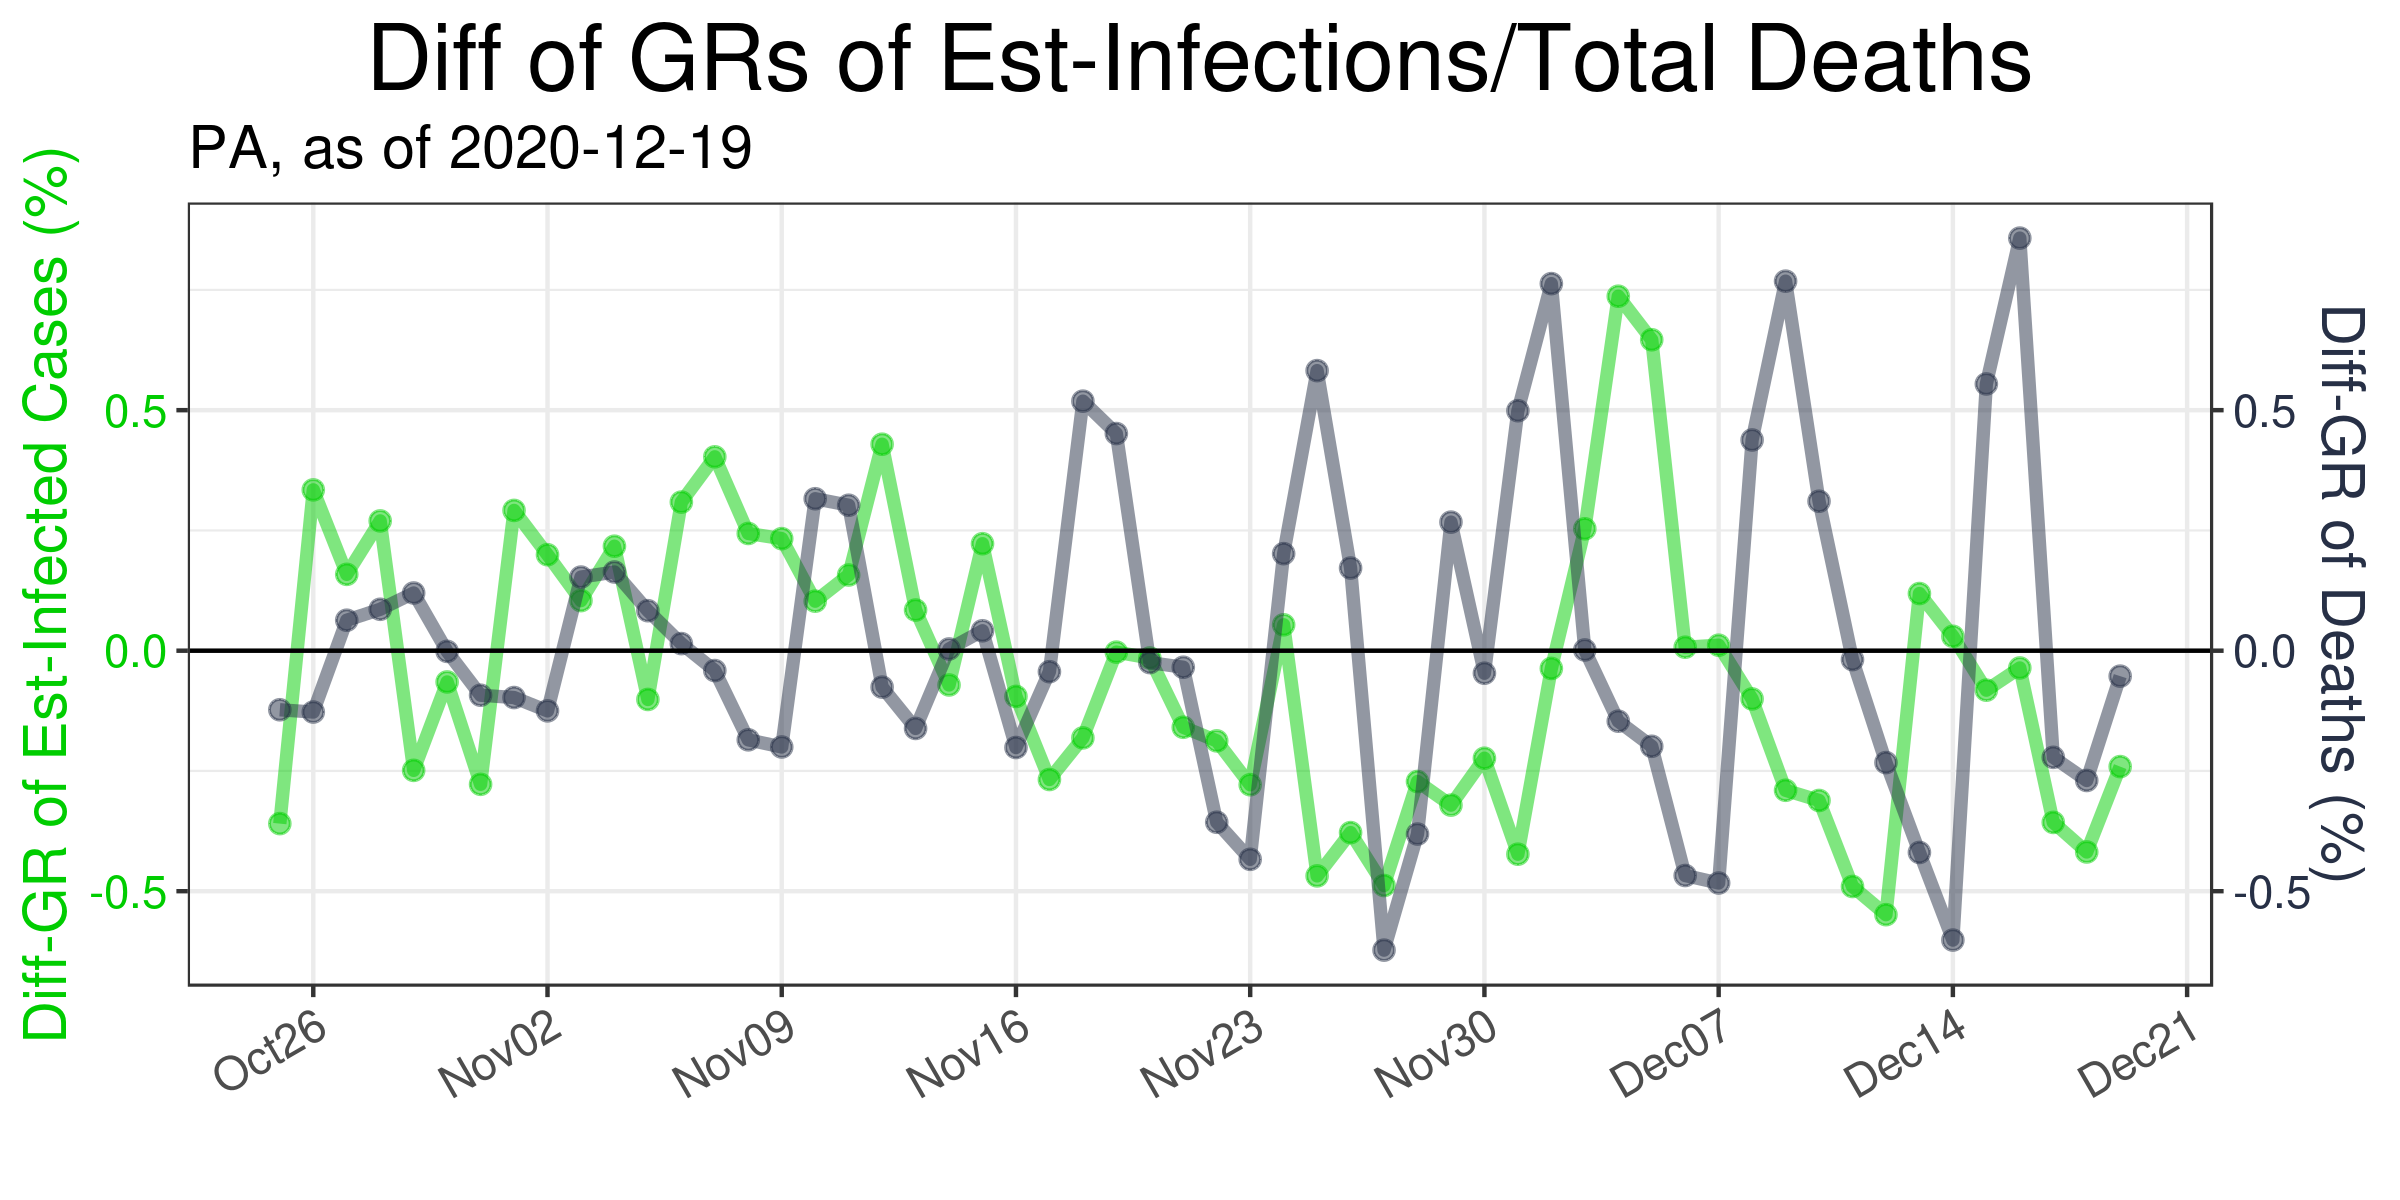 Diff of GRs of Est-Infections/Total Deaths
PA, as of 2020-12-19
Diff-GR of Est-Infected Cases (%)
0.5
0.0
-0.5
0.5
0.0
-0.5
Diff-GR of Deaths (%)
Oct26
Nov02
Nov09
Nov16
Nov23
Nov30
Dec07
Dec14
Dec21